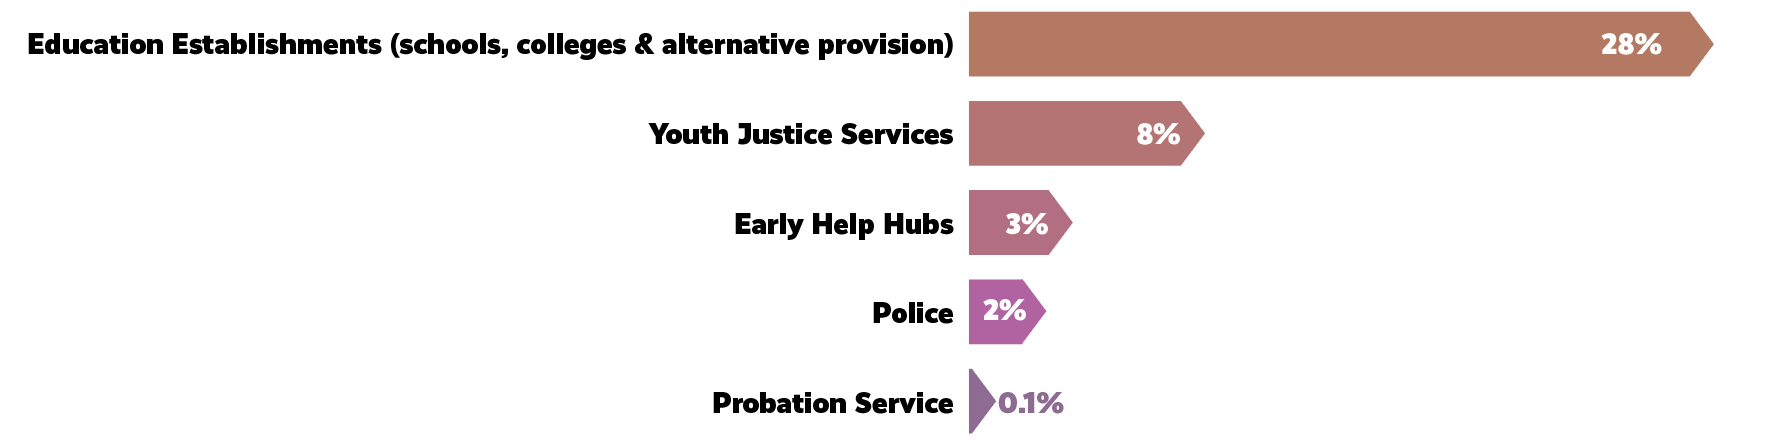 Education Establishments (schools, colleges & alternative provision) 28%
Youth Justice Services 8%
Early Help Hubs 3%
Police 2%
Probation Service 0.1%